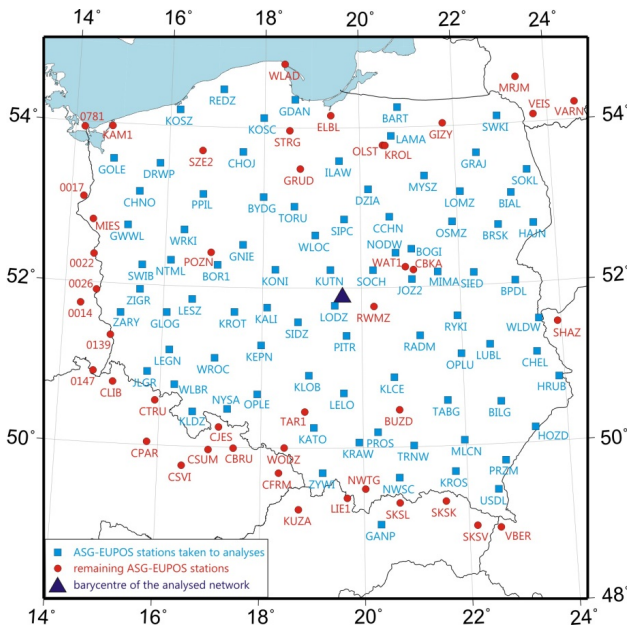 14° 16° 18° 20° 22° 24°
WLAD
MRJM
REDZ
VEIS
VARN
KOSZ
GDAN
BART
54°
54°
0781
KAM1
KOSC
ELBL
SWKI
STRG
LAMA
GIZY
OLST
KROL
GOLE
DRWP
SZE2
CHOJ
ILAW
GRAJ
GRUD
MYSZ
SOKL
0017
CHNO
PPIL
BYDG
DZIA
LOMZ
BIAL
TORU
MIES
GWWL
WRKI
SIPC
CCHN
OSMZ
BRSK
HAJN
WLOC
NODW
BOGI
0022
GNIE
POZN
NTML
SWIB
BOR1
WAT1
CBKA
52°
52°
KONI
KUTN
SOCH
JOZ2
MIMA
SIED
BPDL
0026
ZIGR
0014
ZARY
GLOG
LESZ
KROT
KALI
LODZ
RWMZ
SIDZ
RYKI
WLDW
SHAZ
0139
LEGN
KEPN
PITR
RADM
OPLU
LUBL
CHEL
WROC
0147
JLGR
CLIB
WLBR
KLOB
KLCE
HRUB
CTRU
NYSA
OPLE
LELO
TABG
BILG
KLDZ
TAR1
BUZD
50°
50°
CJES
KATO
HOZD
CPAR
CSUM
CBRU
WODZ
KRAW
PROS
TRNW
MLCN
CSVI
CFRM
ZYWI
NWTG
NWSC
KROS
PRZM
USDL
KUZA
LIE1
SKSL
SKSK
GANP
SKSV
VBER
ASG-EUPOS stations taken to analyses
remaining ASG-EUPOS stations
barycentre of the analysed network
48°
14 16° 18° 20° 22° 24°